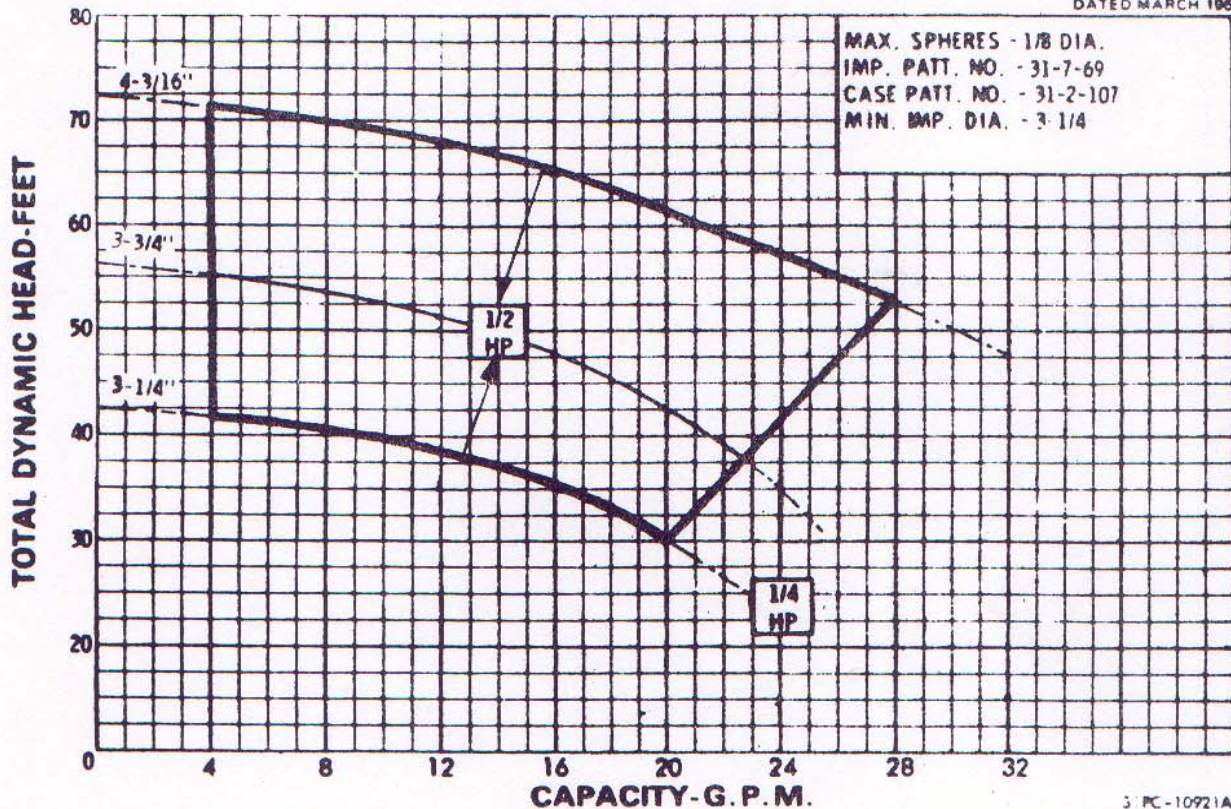 DATED MARCH 198
MAX. SPHERES - 1/8 DIA.
IMP. PATT. NO. - 31-7-69
CASE PATT. NO. - 31-2-107
MIN. IMP. DIA. - 3-1/4
TOTAL DYNAMIC HEAD-FEET
80
70
60
50
40
30
20
0
4-3/16"
3-3/4"
3-1/4"
1/2
HP
1/4
HP
4
8
12
16
20
24
28
32
CAPACITY-G.P.M.
PC-10921A